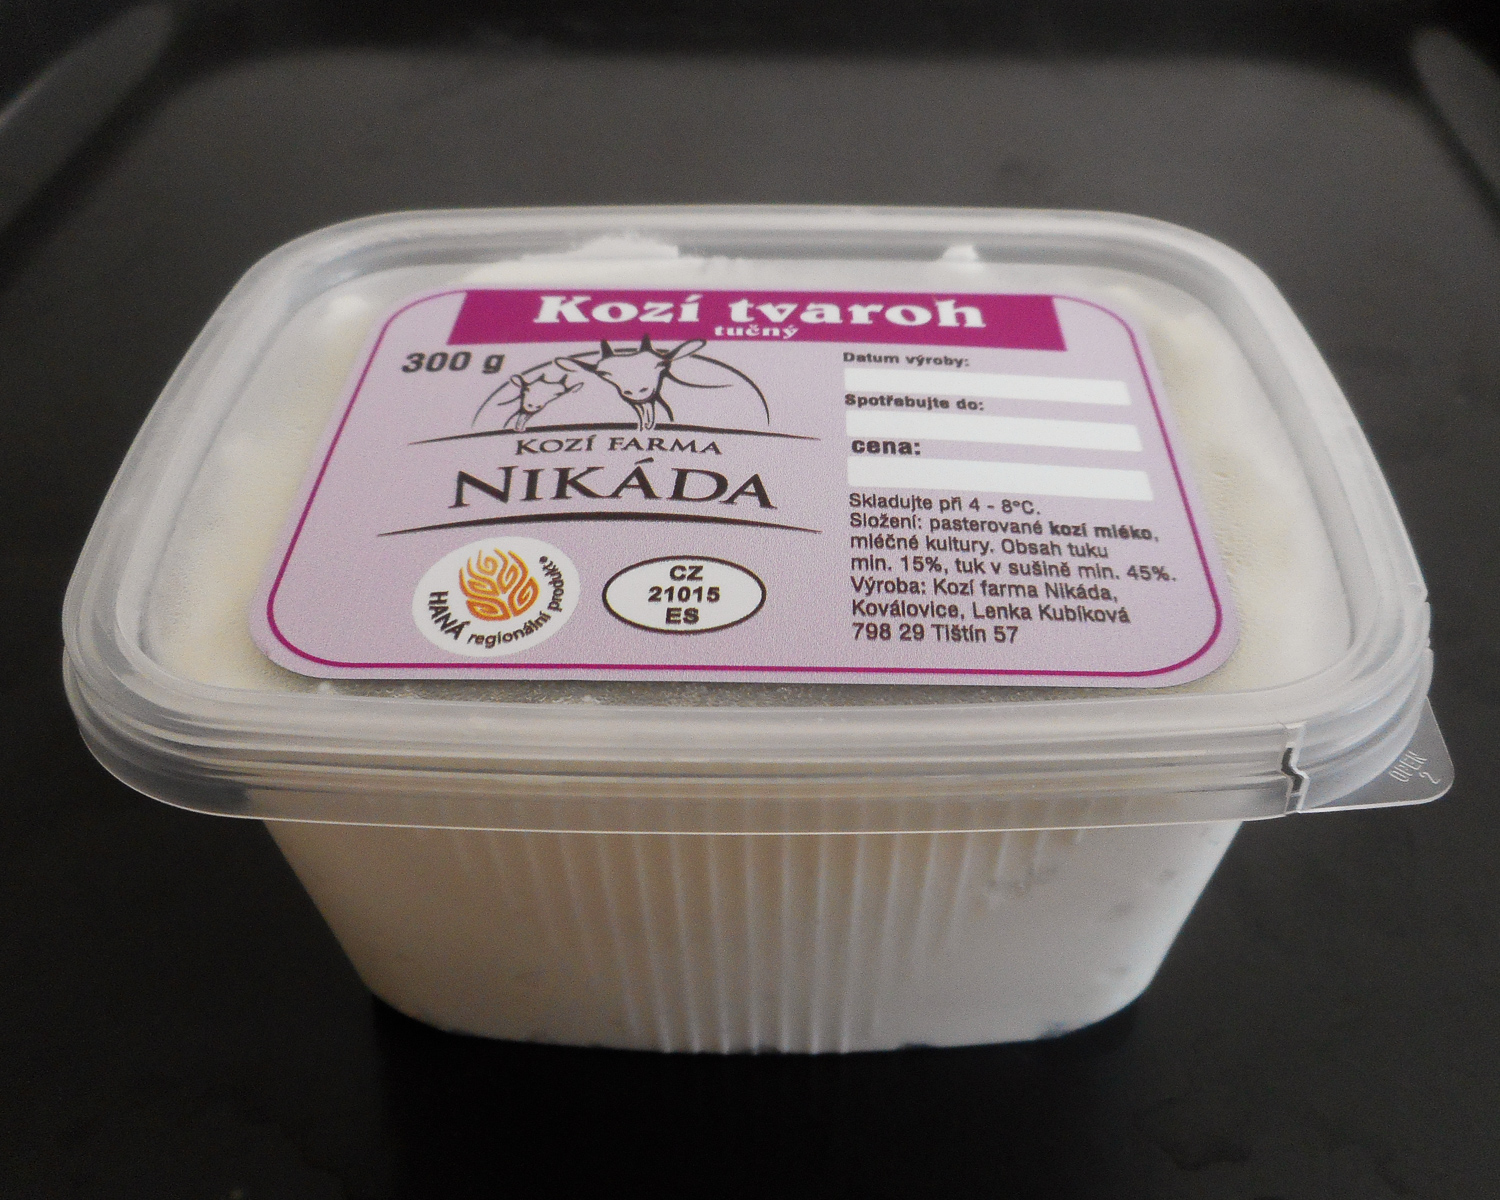 Kozí tvaroh
tučný
300 g
KOZÍ FARMA
NIKÁDA
HANÁ regionální produkt®
CZ
21015
ES
Datum výroby:
Spotřebujte do:
cena:
Skladujte při 4 - 8°C.
Složení: pasterované kozí mléko,
mléčné kultury. Obsah tuku
min. 15%, tuk v sušině min. 45%.
Výroba: Kozí farma Nikáda,
Koválovice, Lenka Kubíková
798 29 Tištín 57
OPEN
2